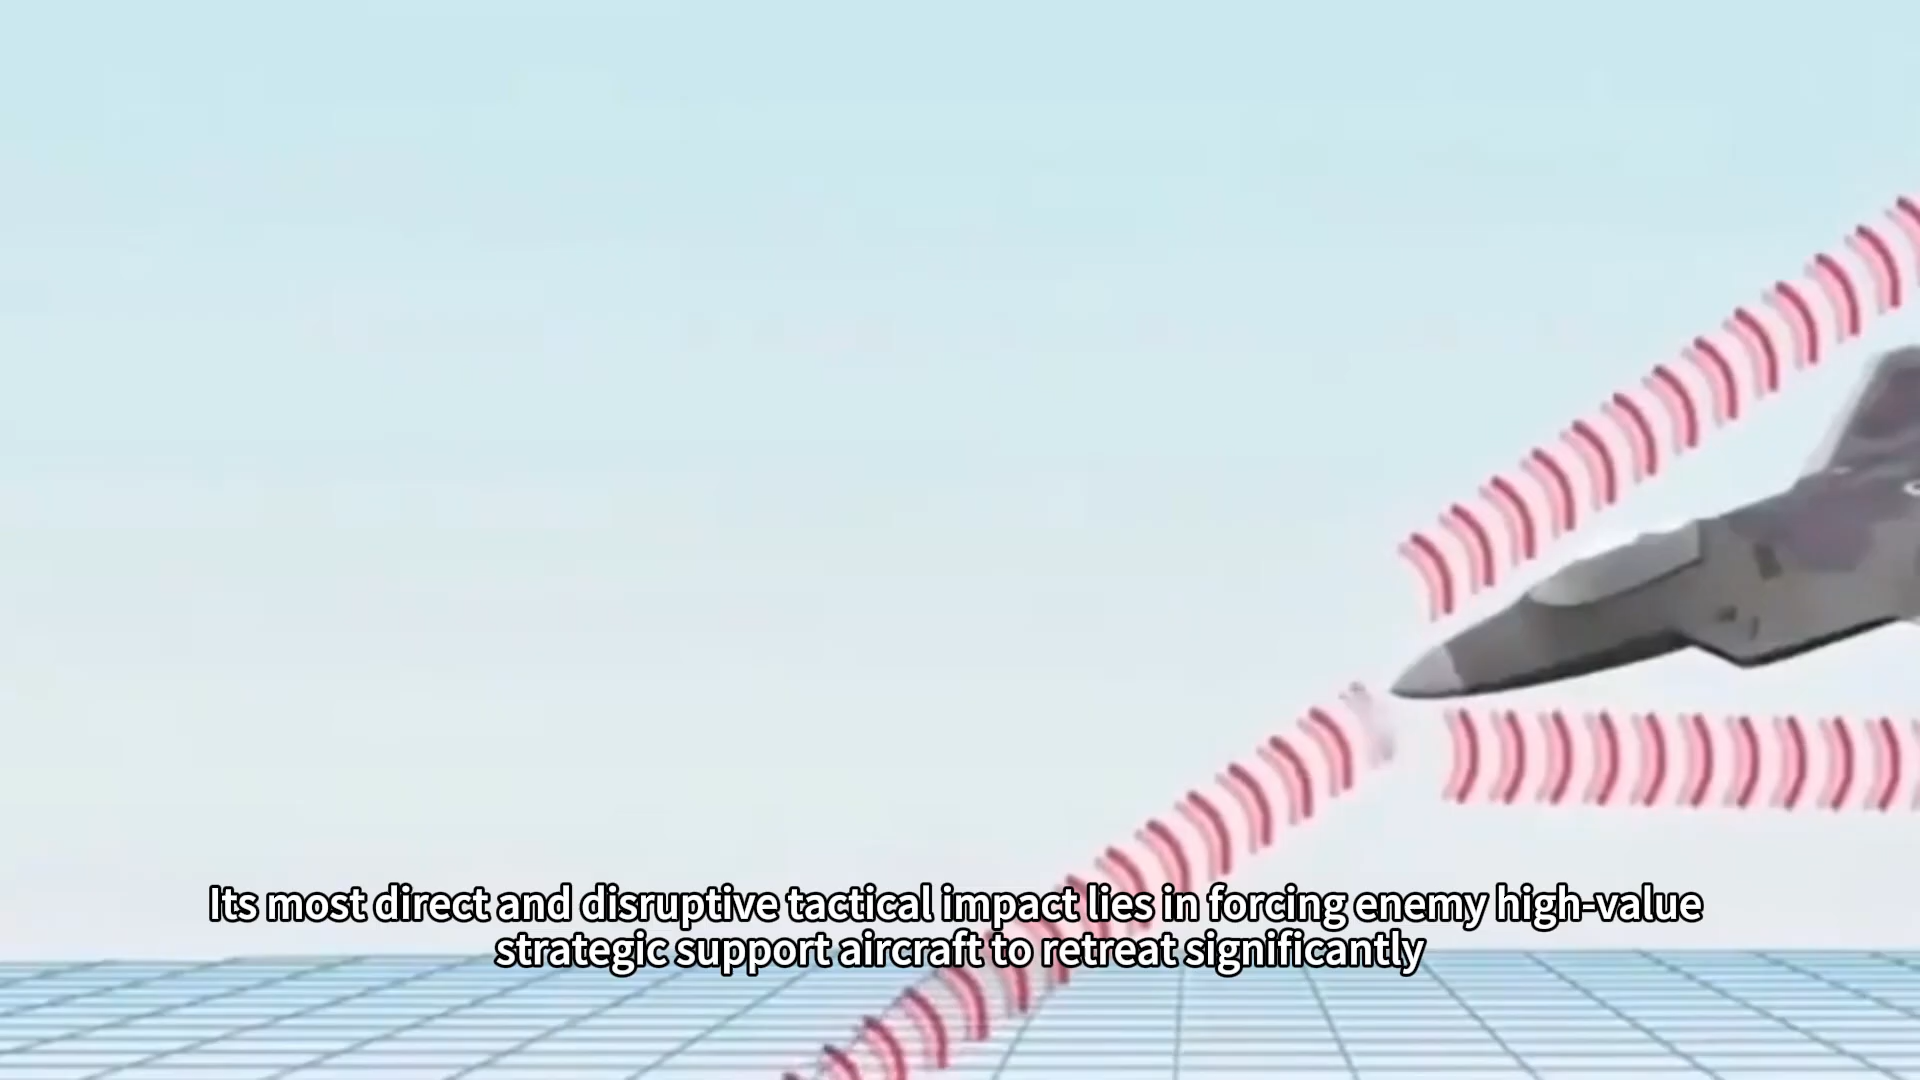 Its most direct and disruptive tactical impact lies in forcing enemy high-value
strategic support aircraft to retreat significantly